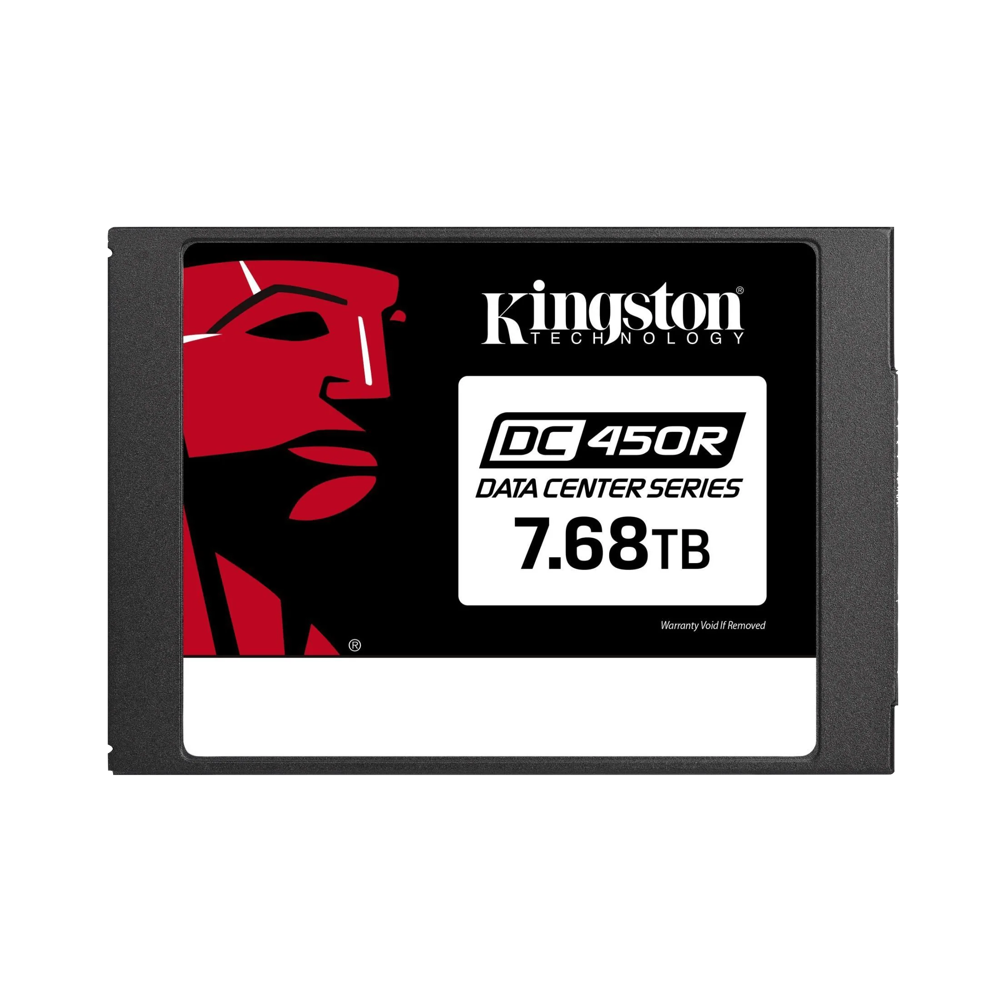 Kingston®
TECHNOLOGY
DC 450R
DATA CENTER SERIES
7.68TB
Warranty Void If Removed
®